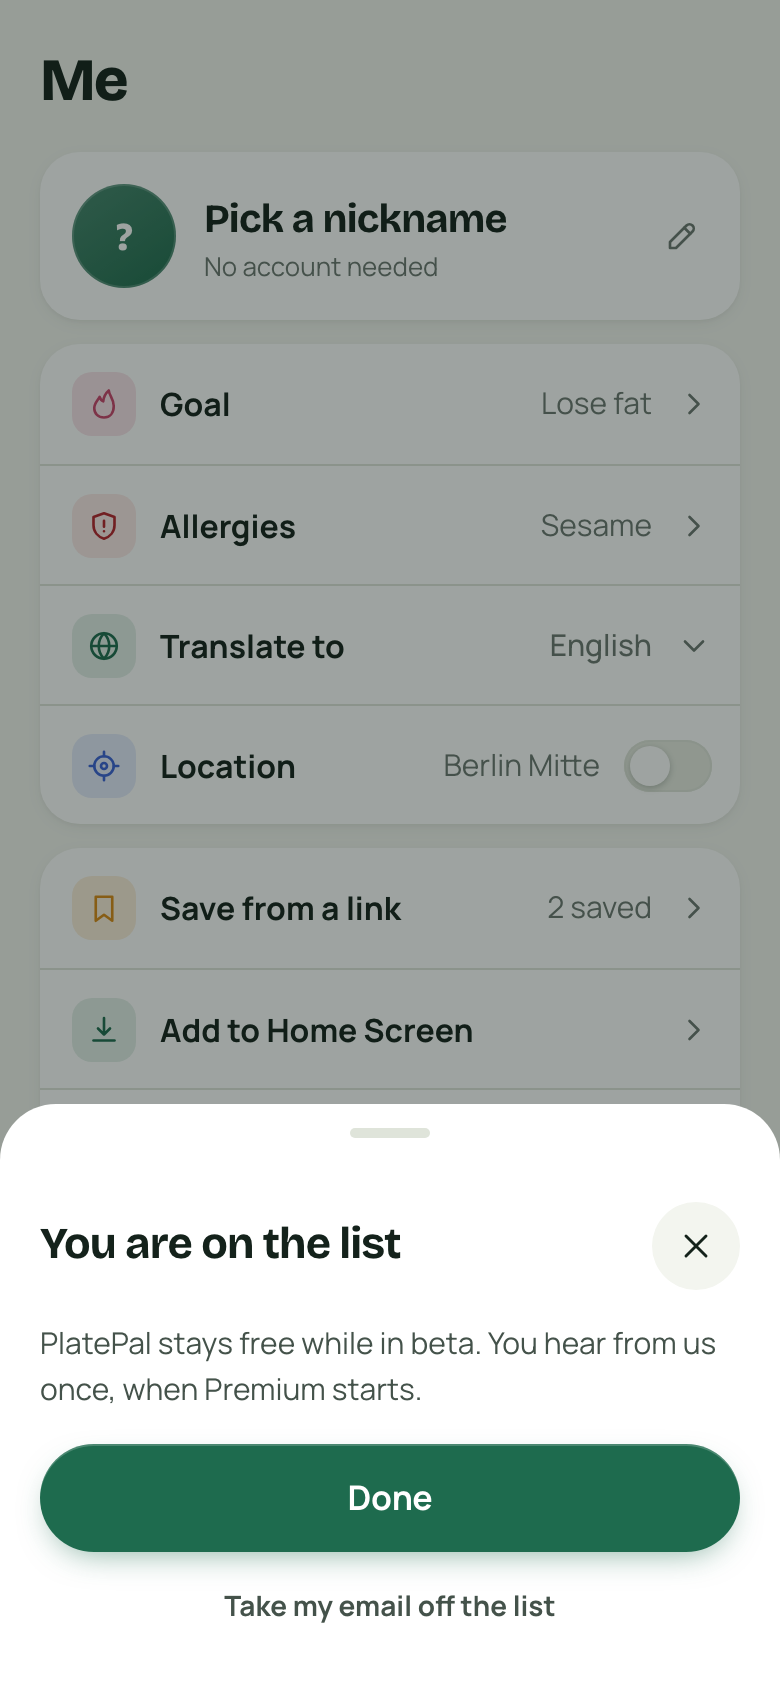 Me
?
Pick a nickname
No account needed
Goal
Lose fat
Allergies
Sesame
Translate to
English
Location
Berlin Mitte
Save from a link
2 saved
Add to Home Screen
You are on the list
PlatePal stays free while in beta. You hear from us
once, when Premium starts.
Done
Take my email off the list